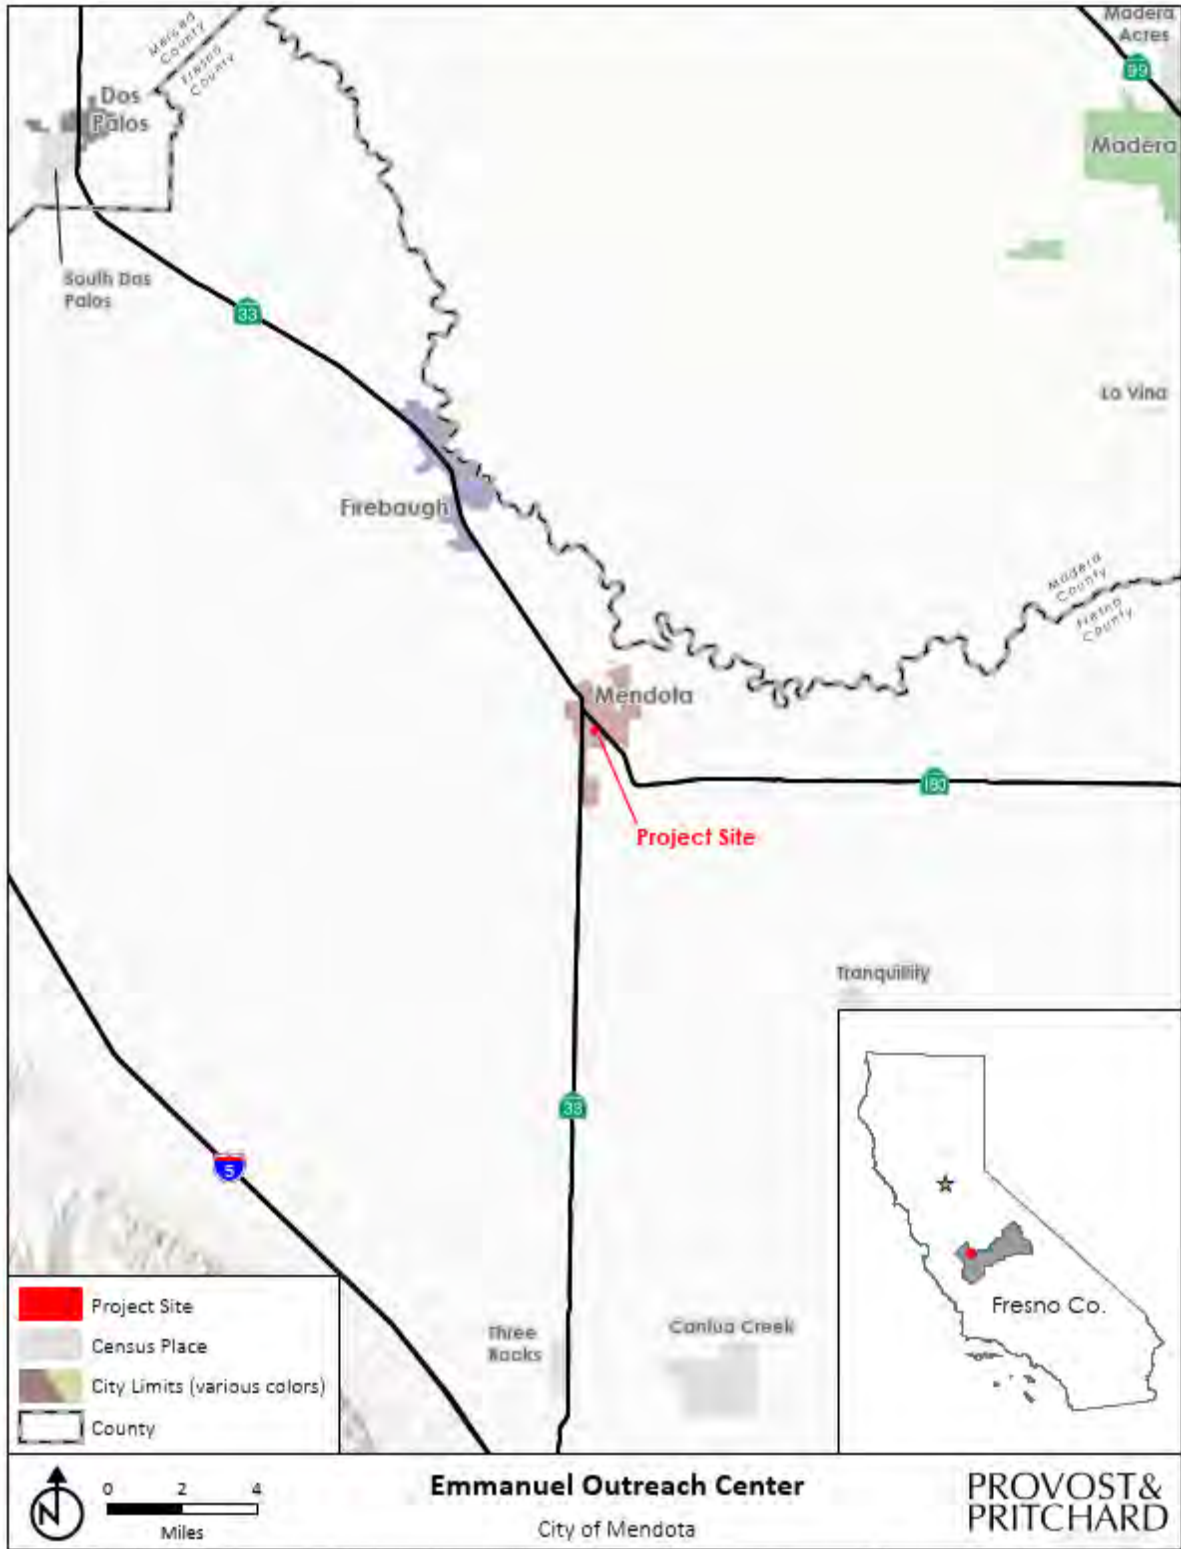 Merced
County
Fresno
County
Madera
Acres
99
Dos
Palos
Madera
South Dos
Palos
33
La Vina
Firebaugh
Madera
County
Fresno
County
Mendota
180
Project Site
Tranquillity
33
5
Three
Rocks
Cantua Creek
Fresno Co.
Project Site
Census Place
City Limits (various colors)
County
N
0 2 4
Miles
Emmanuel Outreach Center
City of Mendota
PROVOST&
PRITCHARD